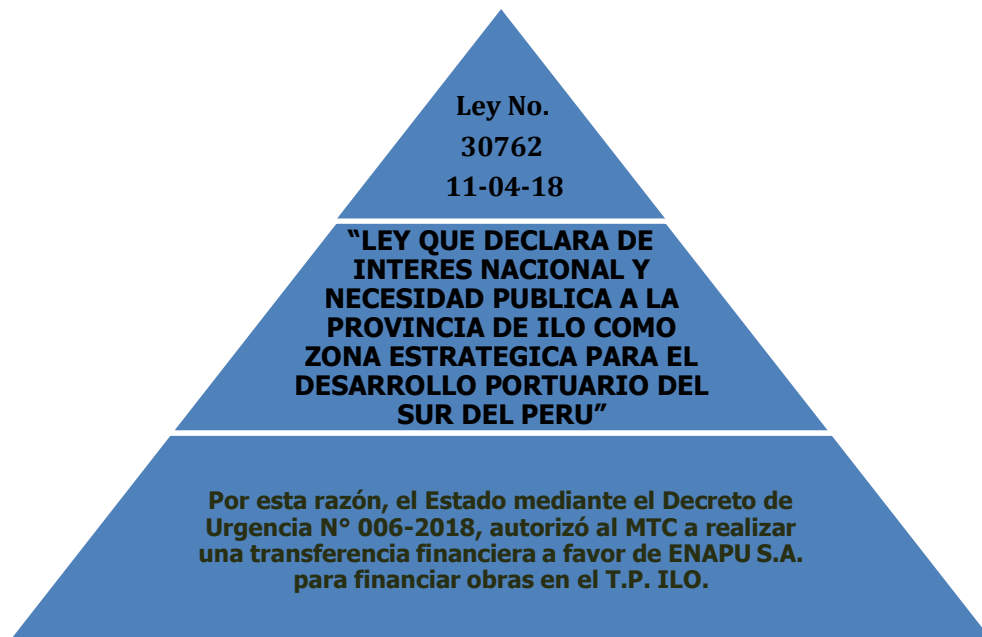 Ley No.
30762
11-04-18
“LEY QUE DECLARA DE
INTERES NACIONAL Y
NECESIDAD PUBLICA A LA
PROVINCIA DE ILO COMO
ZONA ESTRATEGICA PARA EL
DESARROLLO PORTUARIO DEL
SUR DEL PERU”
Por esta razón, el Estado mediante el Decreto de
Urgencia N° 006-2018, autorizó al MTC a realizar
una transferencia financiera a favor de ENAPU S.A.
para financiar obras en el T.P. ILO.